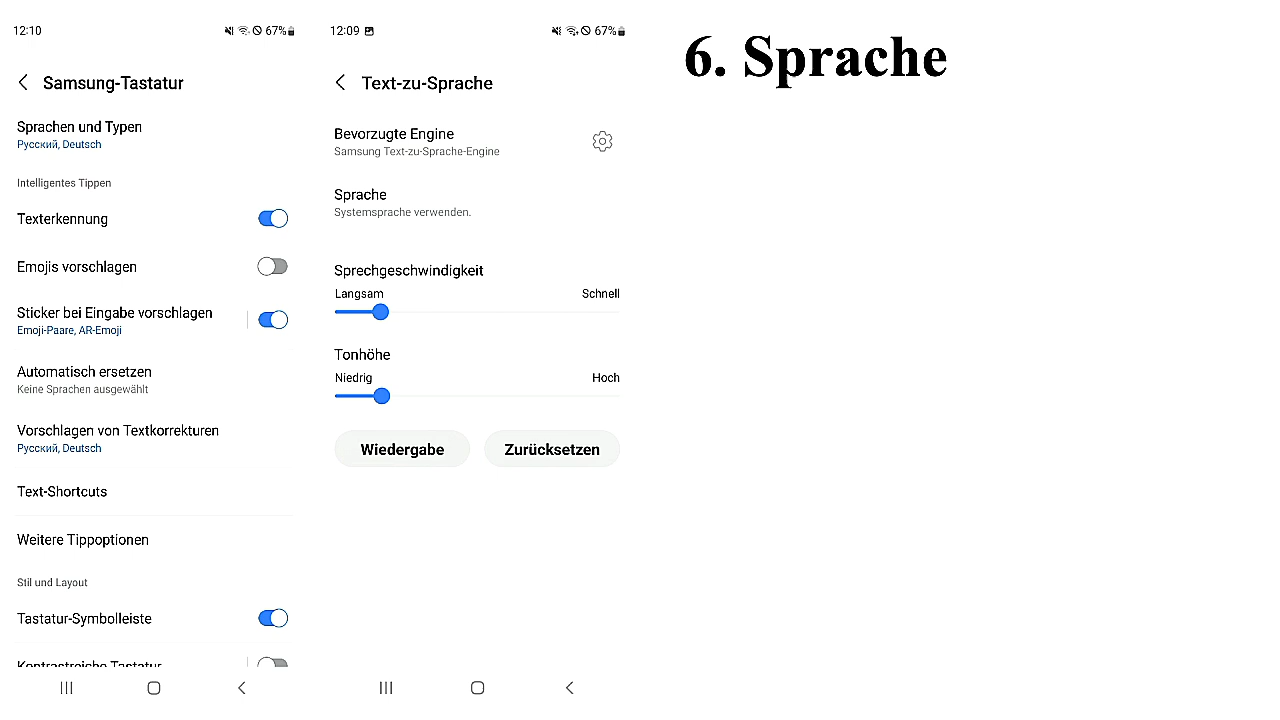 12:10
67%
Samsung-Tastatur
Sprachen und Typen
Русский, Deutsch
Intelligentes Tippen
Texterkennung
Emojis vorschlagen
Sticker bei Eingabe vorschlagen
Emoji-Paare, AR-Emoji
Automatisch ersetzen
Keine Sprachen ausgewählt
Vorschlagen von Textkorrekturen
Русский, Deutsch
Text-Shortcuts
Weitere Tippoptionen
Stil und Layout
Tastatur-Symbolleiste
Kontrastreiche Tastatur
12:09
67%
Text-zu-Sprache
Bevorzugte Engine
Samsung Text-zu-Sprache-Engine
Sprache
Systemsprache verwenden.
Sprechgeschwindigkeit
Langsam Schnell
Tonhöhe
Niedrig Hoch
Wiedergabe Zurücksetzen
6. Sprache